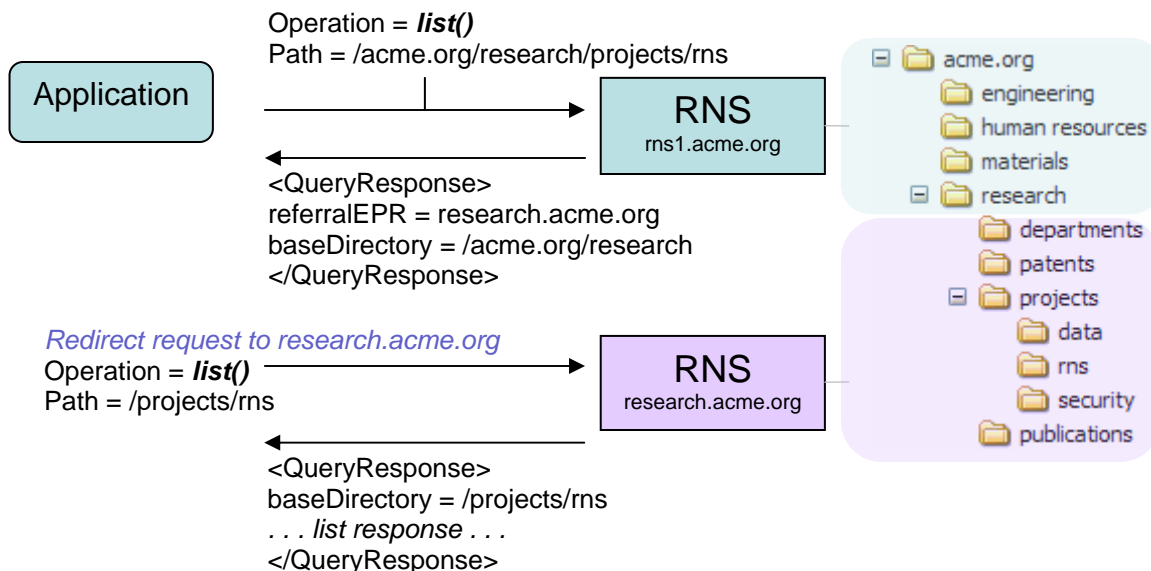 Operation = list()
Path = /acme.org/research/projects/rns
Application
RNS
rns1.acme.org
<QueryResponse>
referralEPR = research.acme.org
baseDirectory = /acme.org/research
</QueryResponse>
acme.org
engineering
human resources
materials
research
departments
patents
projects
data
rns
security
publications
Redirect request to research.acme.org
Operation = list()
Path = /projects/rns
RNS
research.acme.org
<QueryResponse>
baseDirectory = /projects/rns
. . . list response . . .
</QueryResponse>